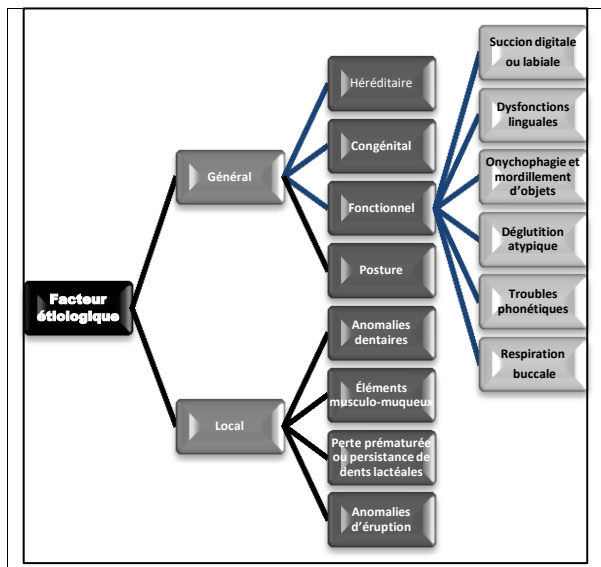 Facteur
étiologique
Général
Local
Héréditaire
Congénital
Fonctionnel
Posture
Anomalies
dentaires
Éléments
musculo-muqueux
Perte prématurée
ou persistance de
dents lactéales
Anomalies
d'éruption
Succion digitale
ou labiale
Dysfonctions
linguales
Onychophagie et
mordillement
d'objets
Déglutition
atypique
Troubles
phonétiques
Respiration
buccale